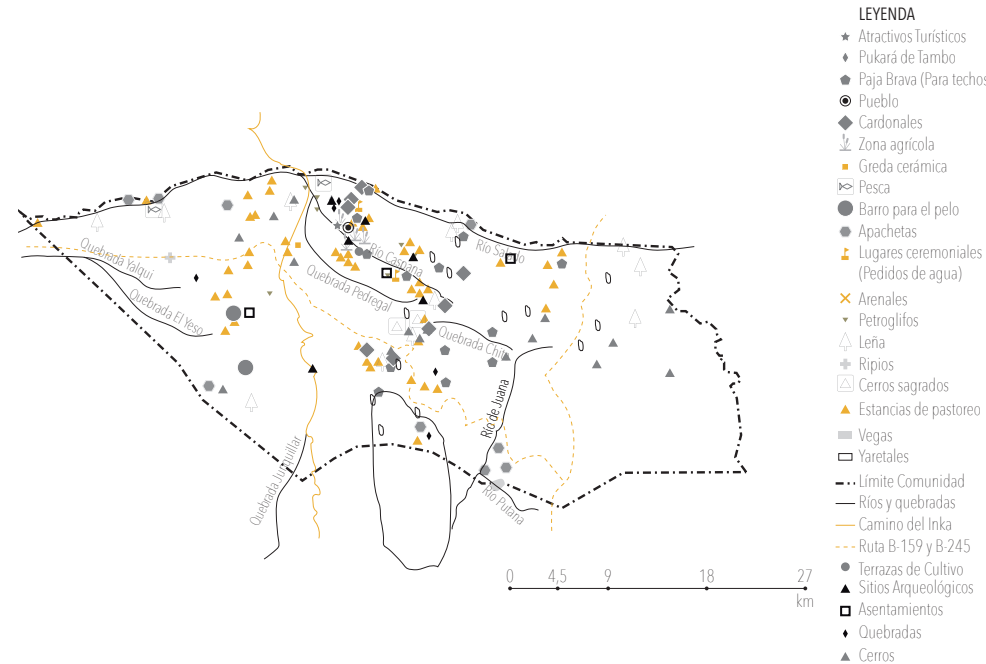 LEYENDA
Atractivos Turísticos
Pukará de Tambo
Paja Brava (Para techos
Pueblo
Cardonales
Zona agrícola
Greda cerámica
Pesca
Barro para el pelo
Apachetas
Lugares ceremoniales
(Pedidos de agua)
Arenales
Petroglifos
Leña
Ripios
Cerros sagrados
Estancias de pastoreo
Vegas
Yaretales
Límite Comunidad
Ríos y quebradas
Camino del Inka
Ruta B-159 y B-245
Terrazas de Cultivo
Sitios Arqueológicos
Asentamientos
Quebradas
Cerros
Quebrada Yalqui
Quebrada El Yeso
Río Caspana
Río Salado
Quebrada Pedregal
Quebrada Chita
Río de Juana
Quebrada Junquillar
Río Putana
0 4,5 9 18 27
km